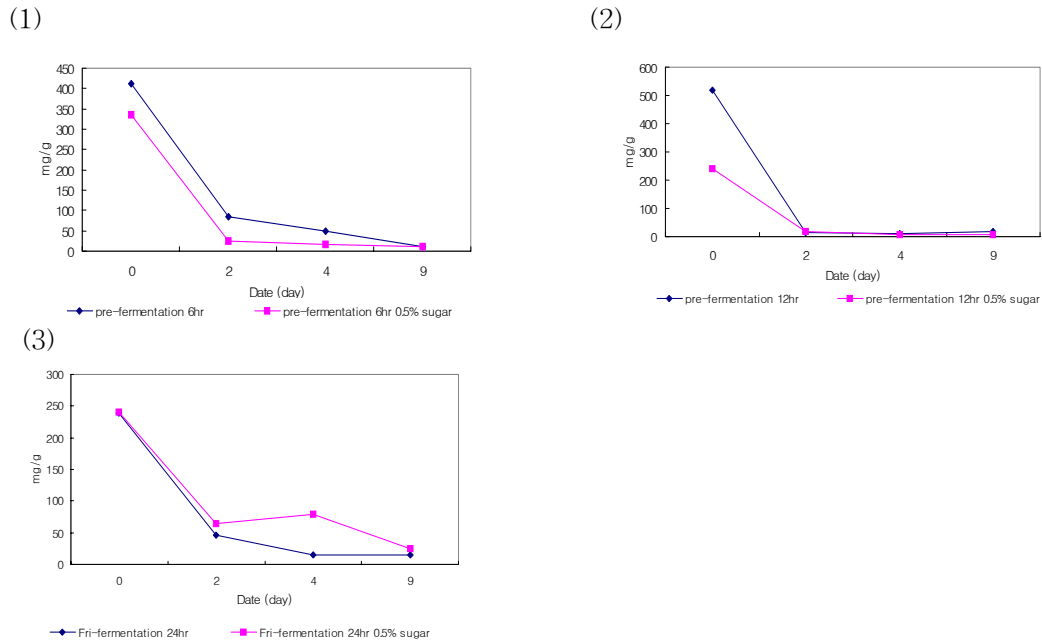 (1)
450
400
350
300
250
200
150
100
50
0
mg/g
0 2 4 9
Date (day)
pre-fermentation 6hr pre-fermentation 6hr 0.5% sugar
(2)
600
500
400
300
200
100
0
mg/g
0 2 4 9
Date (day)
pre-fermentation 12hr pre-fermentation 12hr 0.5% sugar
(3)
300
250
200
150
100
50
0
mg/g
0 2 4 9
Date (day)
Fri-fermentation 24hr Fri-fermentation 24hr 0.5% sugar